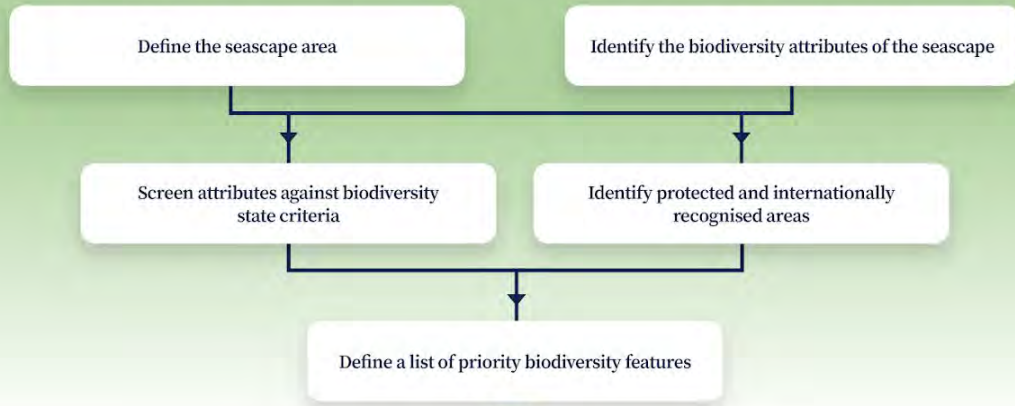 Define the seascape area
Identify the biodiversity attributes of the seascape
Screen attributes against biodiversity
state criteria
Identify protected and internationally
recognised areas
Define a list of priority biodiversity features